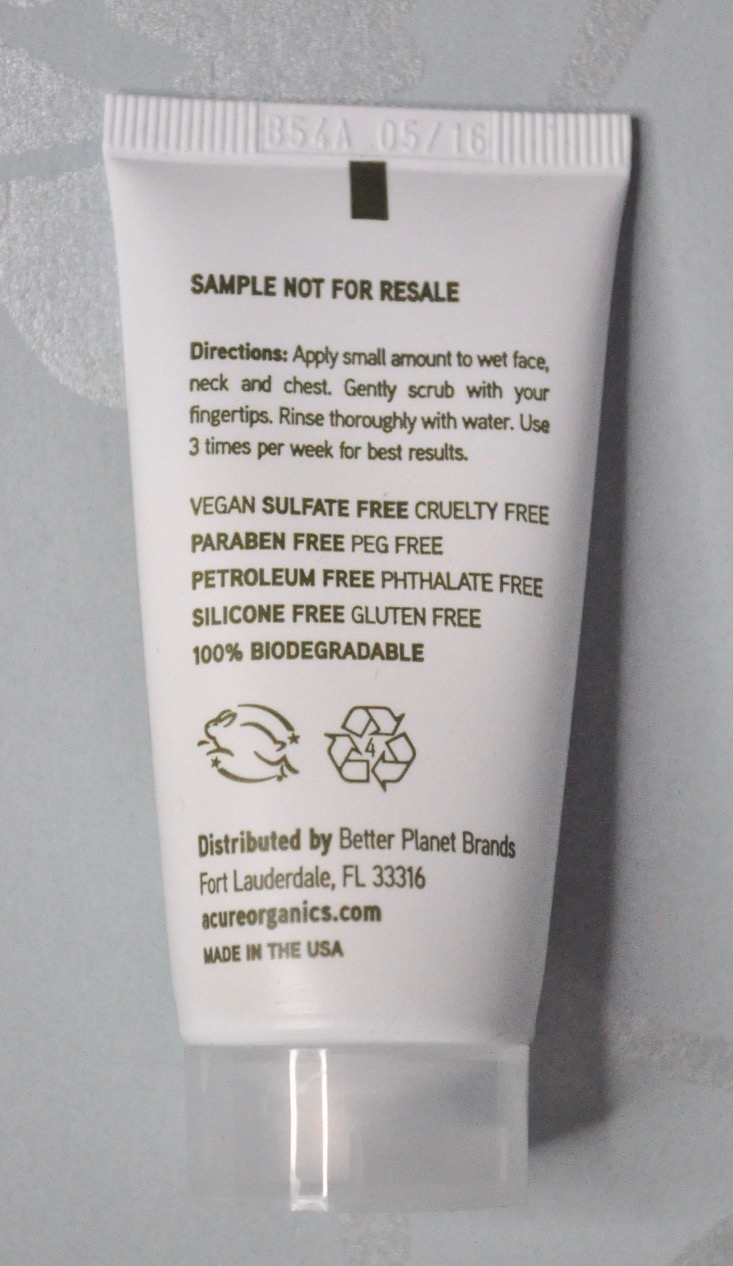 B54A 05/16
SAMPLE NOT FOR RESALE
Directions: Apply small amount to wet face,
neck and chest. Gently scrub with your
fingertips. Rinse thoroughly with water. Use
3 times per week for best results.
VEGAN SULFATE FREE CRUELTY FREE
PARABEN FREE PEG FREE
PETROLEUM FREE PHTHALATE FREE
SILICONE FREE GLUTEN FREE
100% BIODEGRADABLE
4
Distributed by Better Planet Brands
Fort Lauderdale, FL 33316
acureorganics.com
MADE IN THE USA